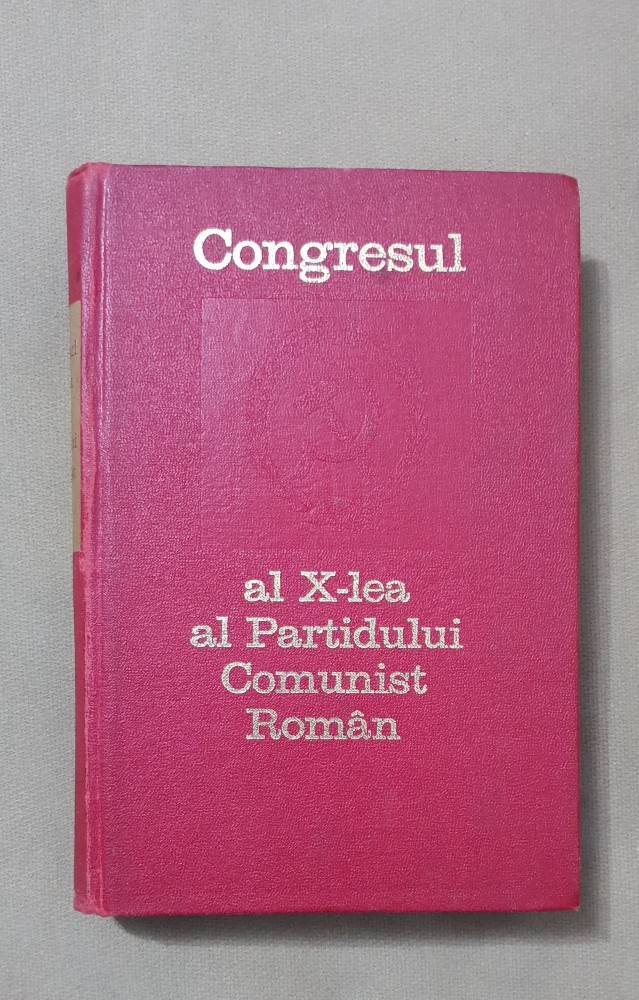 Congresul
al X-lea
al Partidului
Comunist
Român